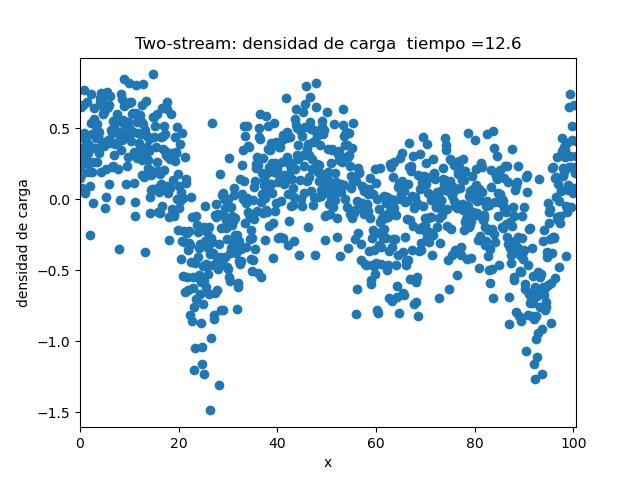 Two-stream: densidad de carga  tiempo =12.6
densidad de carga
0.5
0.0
−0.5
−1.0
−1.5
0 20 40 60 80 100
x